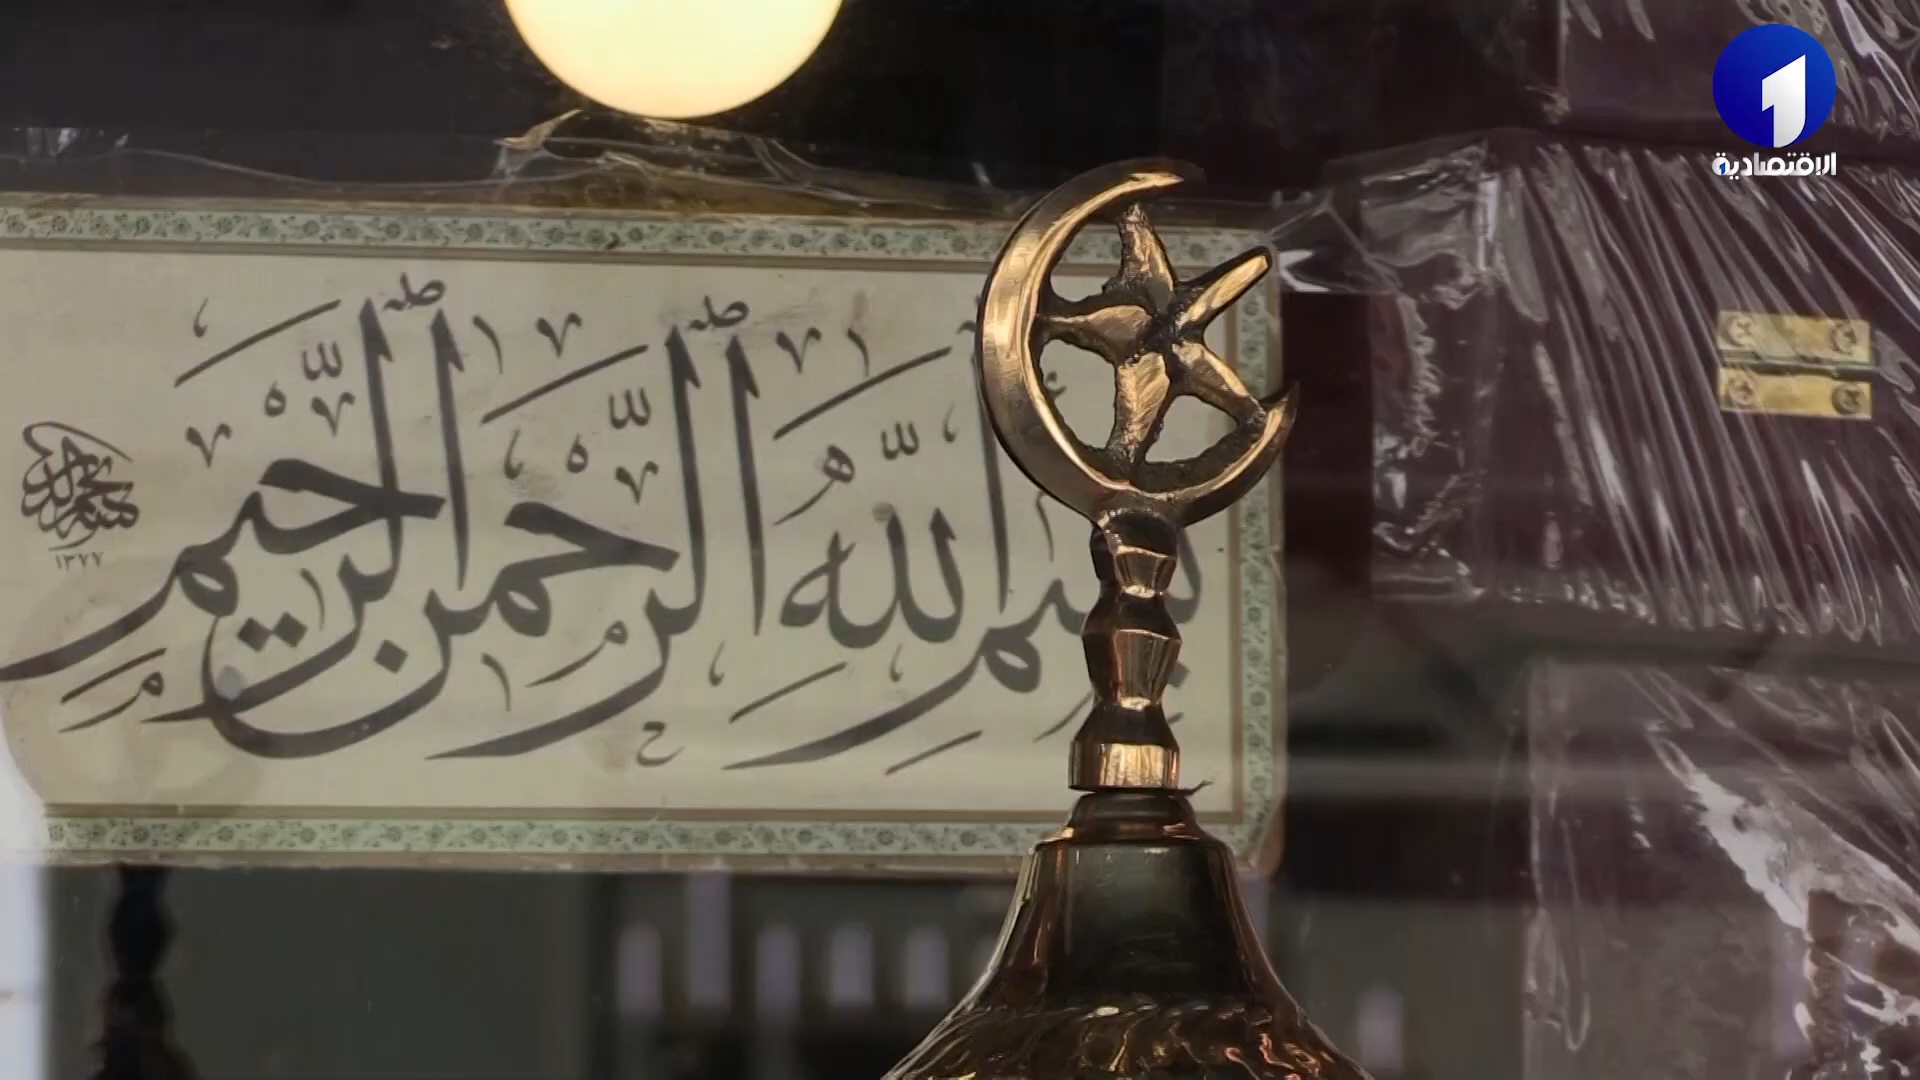 الاقتصادية
بسم الله الرحمن الرحيم
١٣٧٧